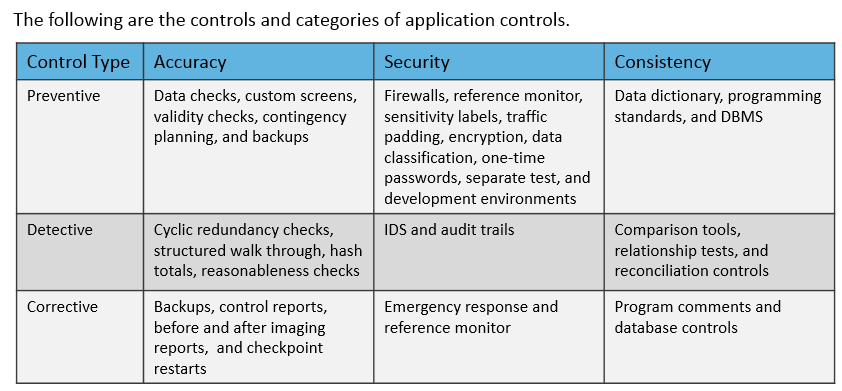 The following are the controls and categories of application controls.
Control Type Accuracy Security Consistency
Preventive
Data checks, custom screens,
validity checks, contingency
planning, and backups
Firewalls, reference monitor,
sensitivity labels, traffic
padding, encryption, data
classification, one-time
passwords, separate test, and
development environments
Data dictionary, programming
standards, and DBMS
Detective
Cyclic redundancy checks,
structured walk through, hash
totals, reasonableness checks
IDS and audit trails
Comparison tools,
relationship tests, and
reconciliation controls
Corrective
Backups, control reports,
before and after imaging
reports, and checkpoint
restarts
Emergency response and
reference monitor
Program comments and
database controls